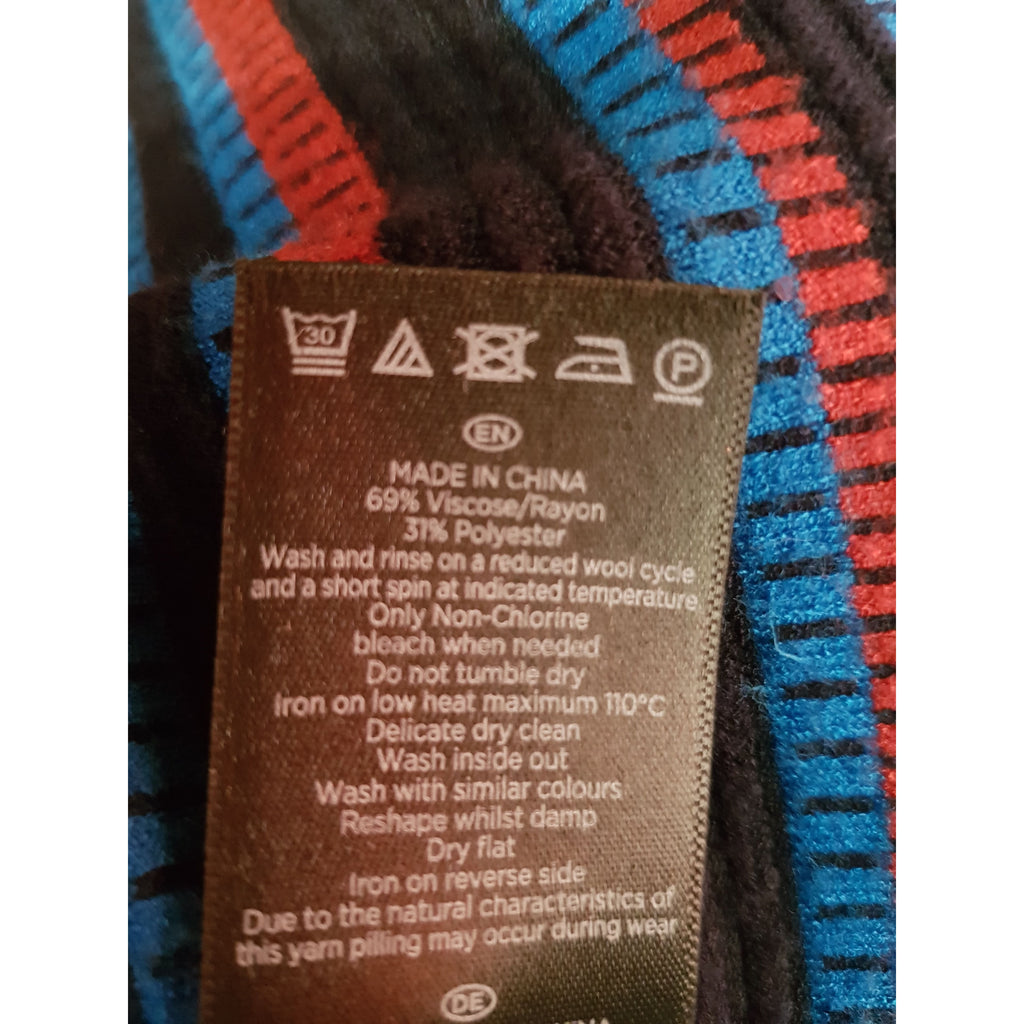 30
P
EN
MADE IN CHINA
69% Viscose/Rayon
31% Polyester
Wash and rinse on a reduced wool cycle
and a short spin at indicated temperature
Only Non-Chlorine
bleach when needed
Do not tumble dry
Iron on low heat maximum 110°C
Delicate dry clean
Wash inside out
Wash with similar colours
Reshape whilst damp
Dry flat
Iron on reverse side
Due to the natural characteristics of
this yarn pilling may occur during wear
DE